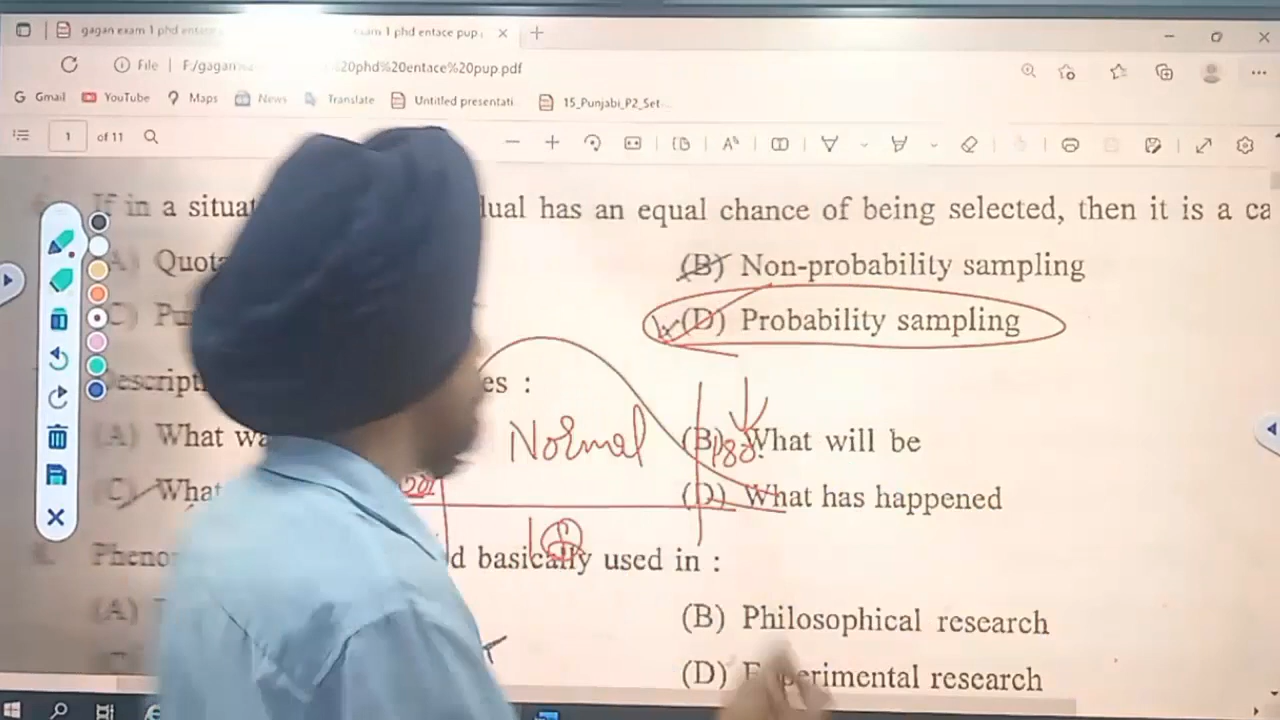 gagan exam 1 phd entace
exam 1 phd entace pup
File F:/gagan
%20phd%20entace%20pup.pdf
Gmail YouTube Maps News Translate Untitled presentati 15_Punjabi_P2_Set-
1 of 11
If in a situat
dual has an equal chance of being selected, then it is a ca
(A) Quota
(B) Non-probability sampling
(C) Pu
(D) Probability sampling
Descripti
es :
(A) What wa
Normal
(B) What will be
(C) What
(D) What has happened
8. Pheno
d basically used in :
(A)
(B) Philosophical research
(D) Experimental research